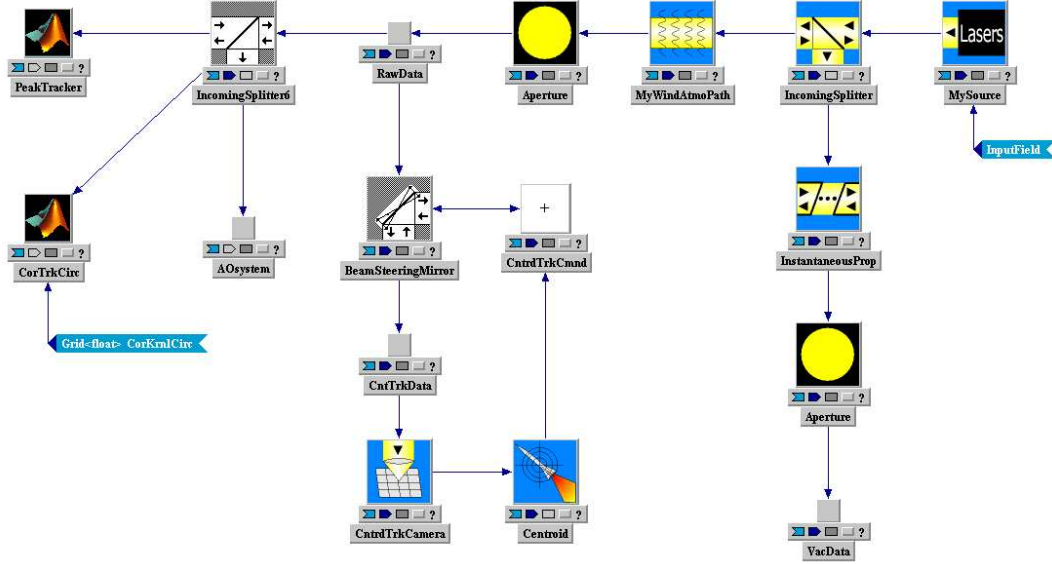 Lasers
PeakTracker
IncomingSplitter6
RawData
Aperture
MyWindAtmoPath
IncomingSplitter
MySource
InputField
CorTrkCirc
AOsystem
BeamSteeringMirror
CntrdTrkCmnd
InstantaneousProp
Grid<float> CorKrnlCirc
CntTrkData
Aperture
CntrdTrkCamera
Centroid
VacData